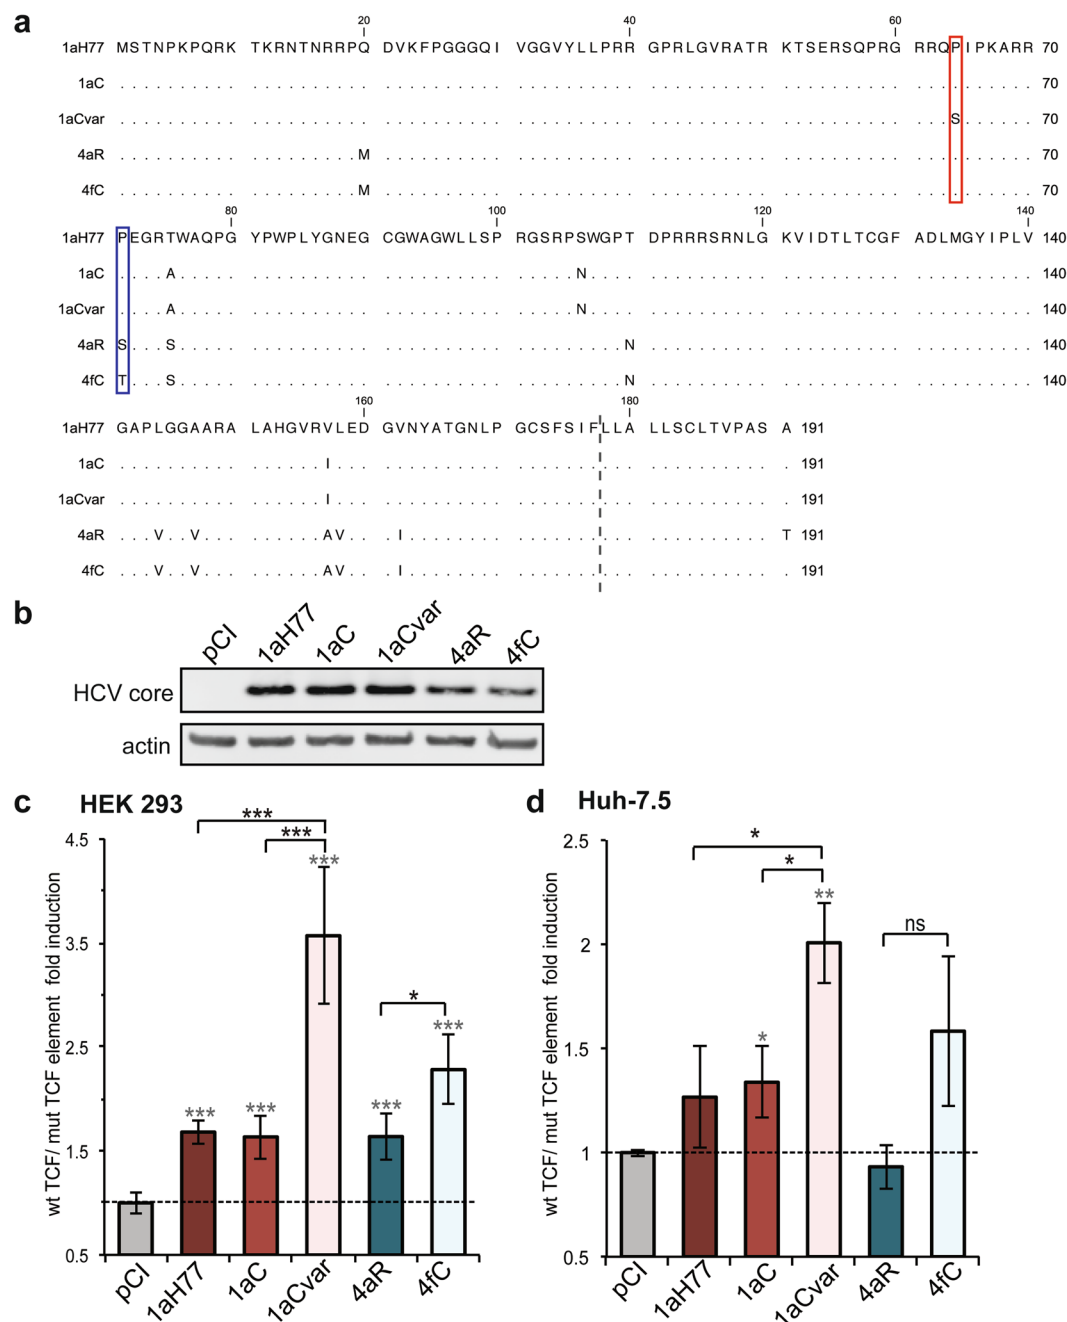 a
20 40 60
1aH77 MSTNPKPQRK TKRNTNRRPQ DVKFPGGGQI VGGVYLLPRR GPRLGVRATR KTSERSQPRG RRQPIPKARR 70
1aC .......... .......... .......... .......... .......... .......... .......... 70
1aCvar .......... .......... .......... .......... .......... .......... ...S...... 70
4aR .......... .........M .......... .......... .......... .......... .......... 70
4fC .......... .........M .......... .......... .......... .......... .......... 70
80 100 120 140
1aH77 PEGRTWAQPG YPWPLYGNEG CGWAGWLLSP RGSRPSWGPT DPRRRSRNLG KVIDTLTCGF ADLMGYIPLV 140
1aC ....A..... .......... .......... .....N.... .......... .......... .......... 140
1aCvar ....A..... .......... .......... .....N.... .......... .......... .......... 140
4aR S...S..... .......... .......... .........N .......... .......... .......... 140
4fC T...S..... .......... .......... .........N .......... .......... .......... 140
160 180
1aH77 GAPLGGAARA LAHGVRVLED GVNYATGNLP GCSFSIFLLA LLSCLTVPAS A 191
1aC .......... ......I... .......... .......... .......... . 191
1aCvar .......... ......I... .......... .......... .......... . 191
4aR ...V..V... ......AV.. .I........ .......... .......... T 191
4fC ...V..V... ......AV.. .I........ .......... .......... . 191
b
pCI 1aH77 1aC 1aCvar 4aR 4fC
HCV core
actin
c HEK 293
wt TCF/ mut TCF element fold induction
4.5
3.5
2.5
1.5
0.5
***
***
***
*
***
***
***
***
pCI 1aH77 1aC 1aCvar 4aR 4fC
d Huh-7.5
wt TCF/ mut TCF element fold induction
2.5
2
1.5
1
0.5
*
*
**
ns
*
pCI 1aH77 1aC 1aCvar 4aR 4fC